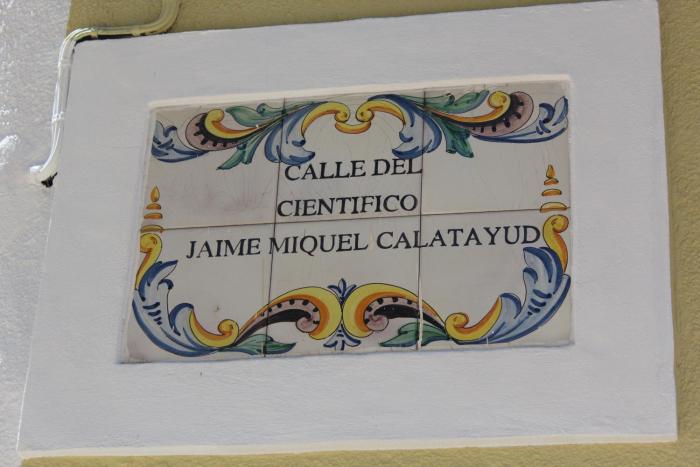 CALLE DEL
CIENTIFICO
JAIME MIQUEL CALATAYUD